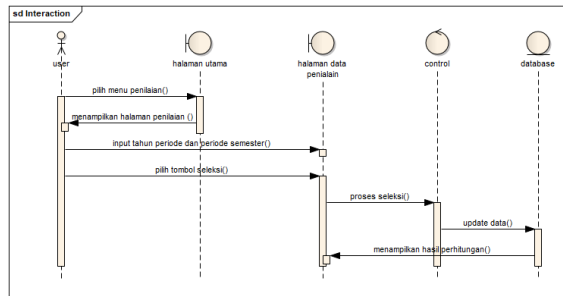 sd Interaction
user
halaman utama
halaman data
penialain
control
database
pilih menu penilaian()
menampilkan halaman penilaian ()
input tahun periode dan periode semester()
pilih tombol seleksi()
proses seleksi()
update data()
menampilkan hasil perhitungan()